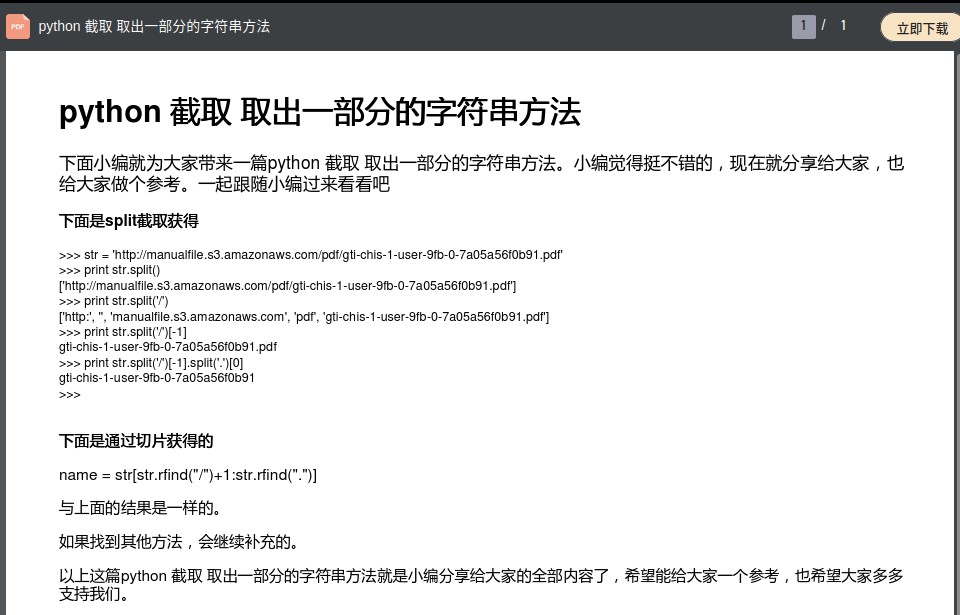 PDF python 截取 取出一部分的字符串方法 1 / 1 立即下载
python 截取 取出一部分的字符串方法
下面小编就为大家带来一篇python 截取 取出一部分的字符串方法。小编觉得挺不错的，现在就分享给大家，也
给大家做个参考。一起跟随小编过来看看吧
下面是split截取获得
>>> str = 'http://manualfile.s3.amazonaws.com/pdf/gti-chis-1-user-9fb-0-7a05a56f0b91.pdf'
>>> print str.split()
['http://manualfile.s3.amazonaws.com/pdf/gti-chis-1-user-9fb-0-7a05a56f0b91.pdf']
>>> print str.split('/')
['http:', '', 'manualfile.s3.amazonaws.com', 'pdf', 'gti-chis-1-user-9fb-0-7a05a56f0b91.pdf']
>>> print str.split('/')[-1]
gti-chis-1-user-9fb-0-7a05a56f0b91.pdf
>>> print str.split('/')[-1].split('.')[0]
gti-chis-1-user-9fb-0-7a05a56f0b91
>>>
下面是通过切片获得的
name = str[str.rfind("/")+1:str.rfind(".")]
与上面的结果是一样的。
如果找到其他方法，会继续补充的。
以上这篇python 截取 取出一部分的字符串方法就是小编分享给大家的全部内容了，希望能给大家一个参考，也希望大家多多
支持我们。